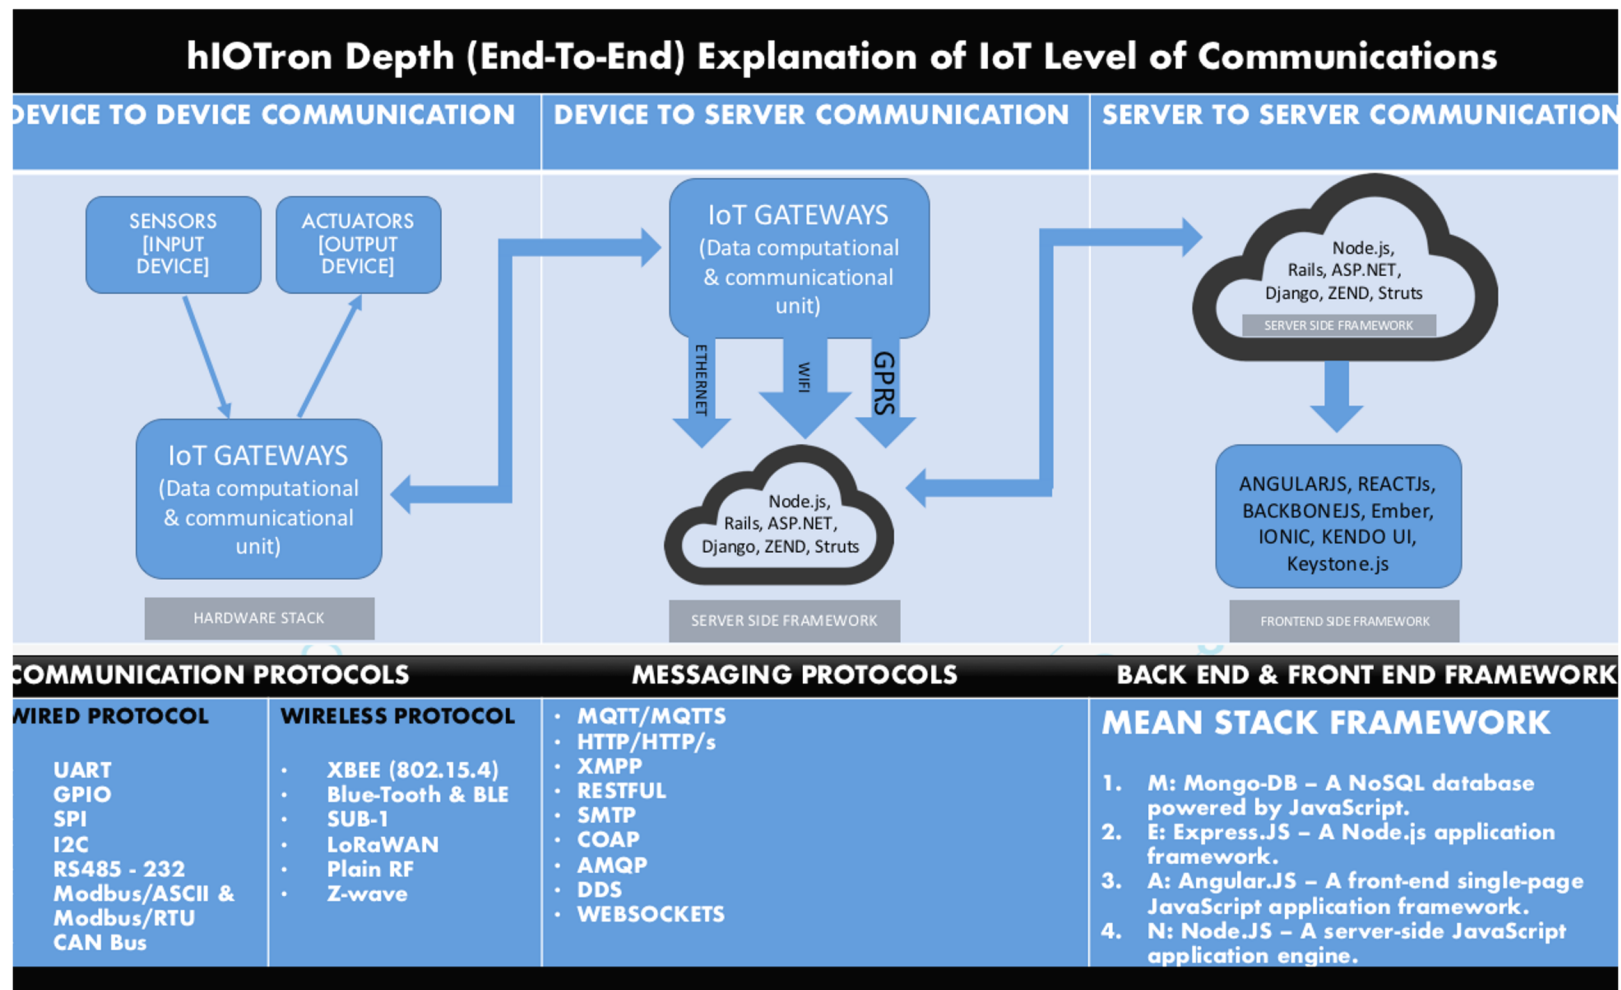 hIOTron Depth (End-To-End) Explanation of IoT Level of Communications
DEVICE TO DEVICE COMMUNICATION
DEVICE TO SERVER COMMUNICATION
SERVER TO SERVER COMMUNICATION
SENSORS
[INPUT
DEVICE]
ACTUATORS
[OUTPUT
DEVICE]
IoT GATEWAYS
(Data computational
& communicational
unit)
HARDWARE STACK
IoT GATEWAYS
(Data computational
& communicational
unit)
ETHERNET
WIFI
GPRS
Node.js,
Rails, ASP.NET,
Django, ZEND, Struts
SERVER SIDE FRAMEWORK
Node.js,
Rails, ASP.NET,
Django, ZEND, Struts
SERVER SIDE FRAMEWORK
ANGULARJS, REACTJs,
BACKBONEJS, Ember,
IONIC, KENDO UI,
Keystone.js
FRONTEND SIDE FRAMEWORK
COMMUNICATION PROTOCOLS
WIRED PROTOCOL
UART
GPIO
SPI
I2C
RS485 - 232
Modbus/ASCII &
Modbus/RTU
CAN Bus
WIRELESS PROTOCOL
• XBEE (802.15.4)
• Blue-Tooth & BLE
• SUB-1
• LoRaWAN
• Plain RF
• Z-wave
MESSAGING PROTOCOLS
• MQTT/MQTTS
• HTTP/HTTP/s
• XMPP
• RESTFUL
• SMTP
• COAP
• AMQP
• DDS
• WEBSOCKETS
BACK END & FRONT END FRAMEWORK
MEAN STACK FRAMEWORK
1. M: Mongo-DB – A NoSQL database
powered by JavaScript.
2. E: Express.JS – A Node.js application
framework.
3. A: Angular.JS – A front-end single-page
JavaScript application framework.
4. N: Node.JS – A server-side JavaScript
application engine.